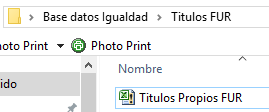 Base datos Igualdad > Titulos FUR
hoto Print Photo Print
Nombre
ido
Titulos Propios FUR